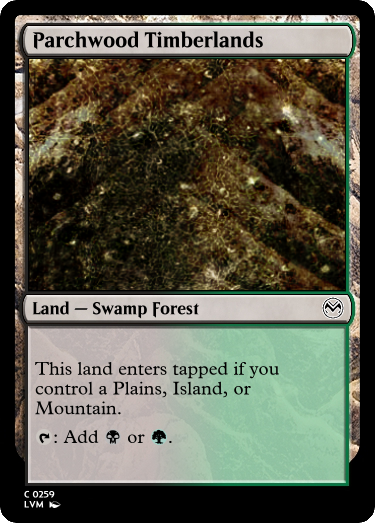 Parchwood Timberlands
Land — Swamp Forest
This land enters tapped if you
control a Plains, Island, or
Mountain.
: Add or .
C 0259
LVM